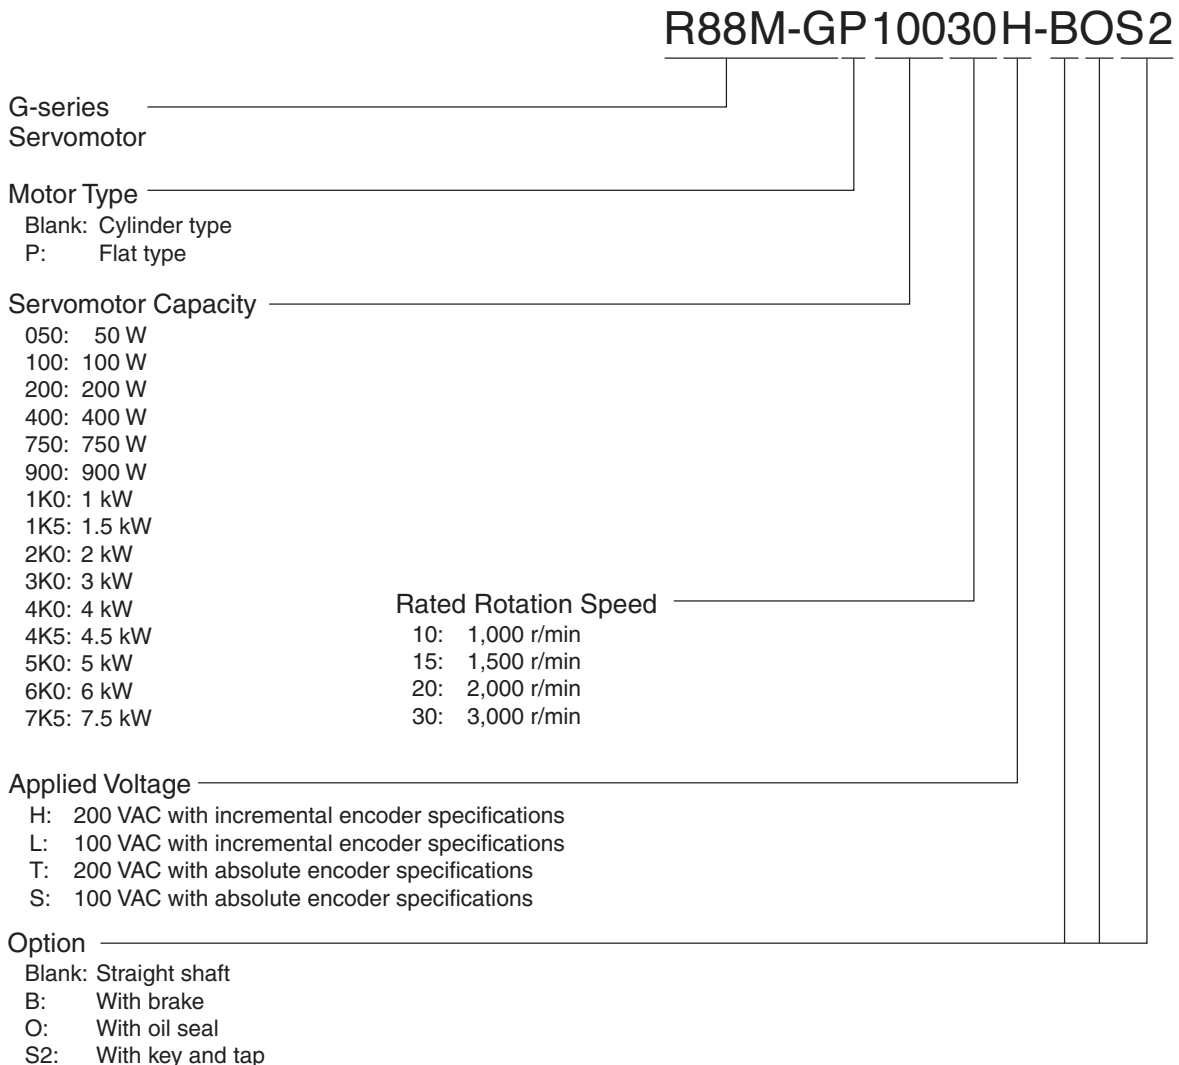 R88M-GP10030H-BOS2
G-series
Servomotor
Motor Type
Blank: Cylinder type
P: Flat type
Servomotor Capacity
050: 50 W
100: 100 W
200: 200 W
400: 400 W
750: 750 W
900: 900 W
1K0: 1 kW
1K5: 1.5 kW
2K0: 2 kW
3K0: 3 kW
4K0: 4 kW
4K5: 4.5 kW
5K0: 5 kW
6K0: 6 kW
7K5: 7.5 kW
Rated Rotation Speed
10: 1,000 r/min
15: 1,500 r/min
20: 2,000 r/min
30: 3,000 r/min
Applied Voltage
H: 200 VAC with incremental encoder specifications
L: 100 VAC with incremental encoder specifications
T: 200 VAC with absolute encoder specifications
S: 100 VAC with absolute encoder specifications
Option
Blank: Straight shaft
B: With brake
O: With oil seal
S2: With key and tap